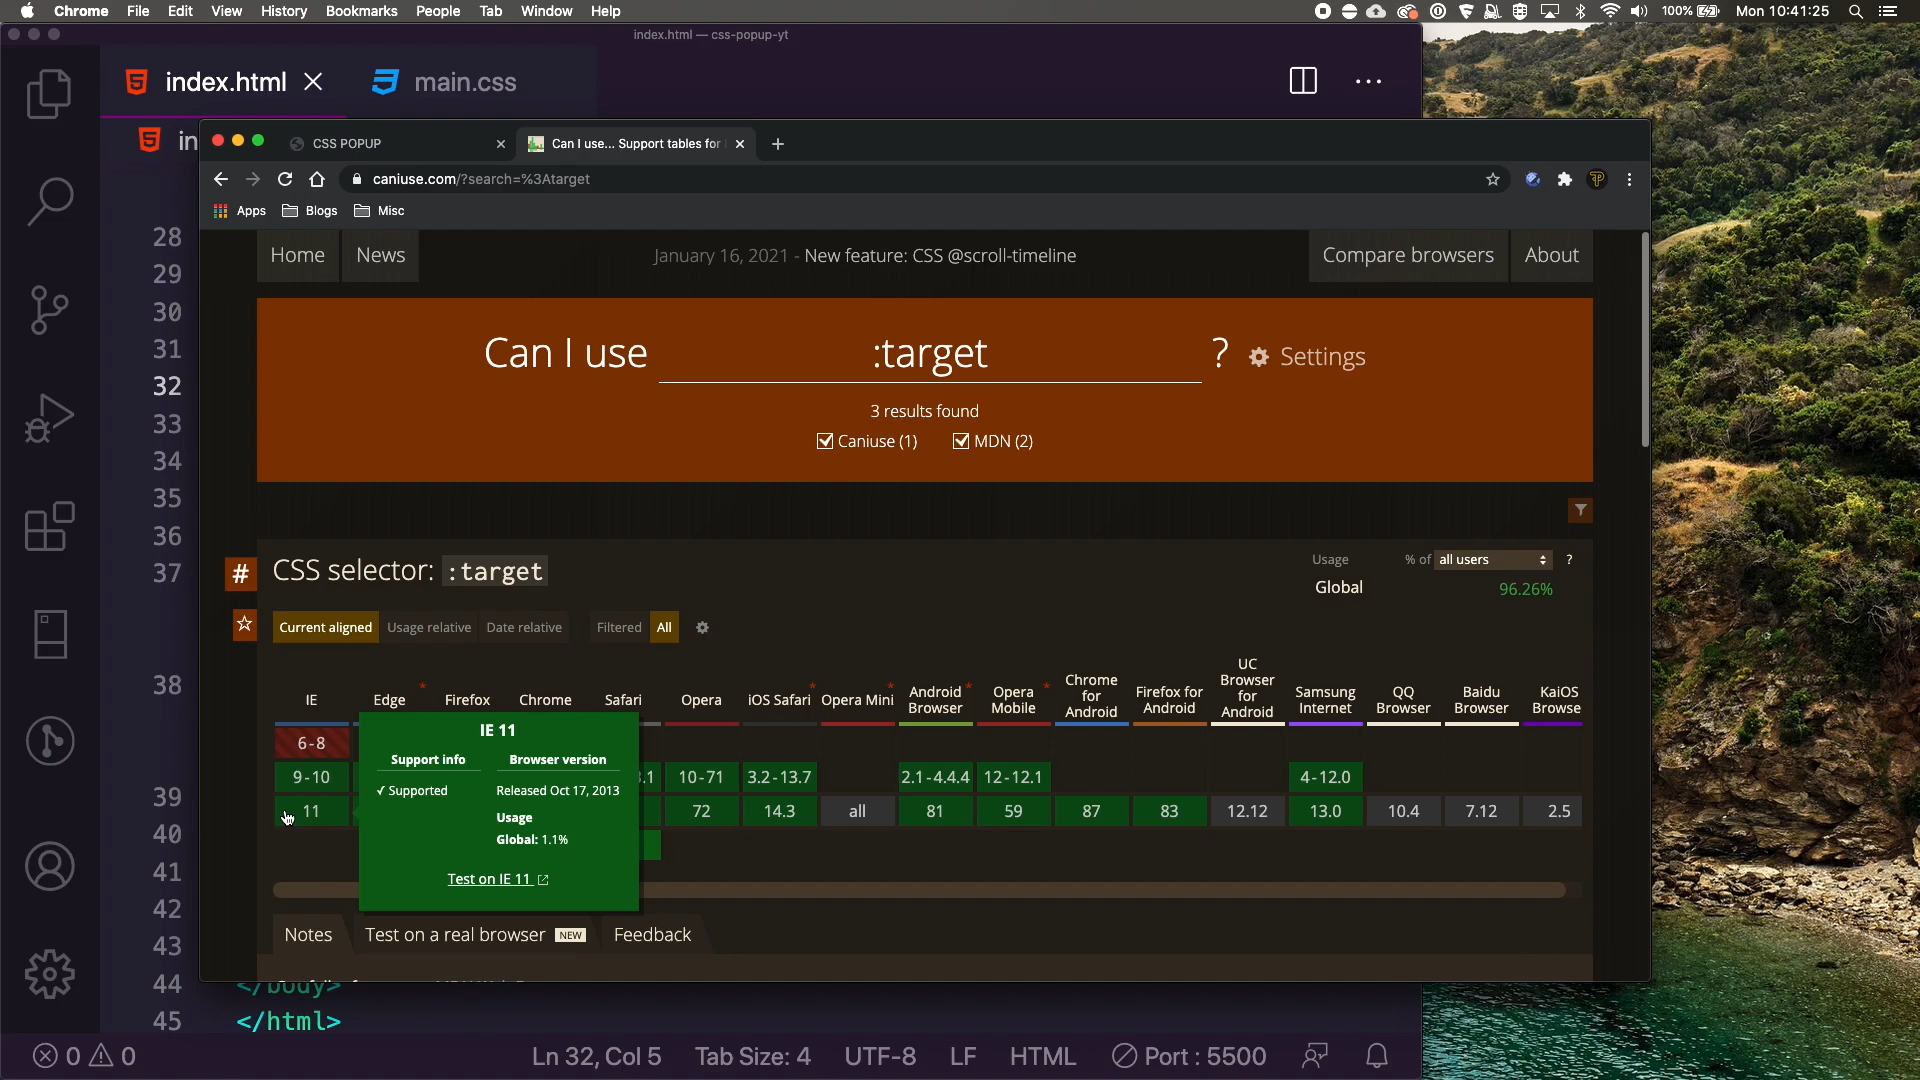 Chrome File Edit View History Bookmarks People Tab Window Help 100% Mon 10:41:25
index.html — css-popup-yt
index.html main.css
in
CSS POPUP
Can I use... Support tables for
caniuse.com/?search=%3Atarget
Apps Blogs Misc
Home News January 16, 2021 - New feature: CSS @scroll-timeline Compare browsers About
Can I use :target ? Settings
3 results found
Caniuse (1) MDN (2)
# CSS selector: :target
Usage % of all users ?
Global 96.26%
Current aligned Usage relative Date relative Filtered All
IE Edge * Firefox Chrome Safari Opera iOS Safari * Opera Mini * Android Browser * Opera Mobile * Chrome for Android Firefox for Android UC Browser for Android Samsung Internet QQ Browser Baidu Browser KaiOS Browse
6-8
9-10 .1 10-71 3.2-13.7 2.1-4.4.4 12-12.1 4-12.0
11 72 14.3 all 81 59 87 83 12.12 13.0 10.4 7.12 2.5
IE 11
Support info Browser version
✓ Supported Released Oct 17, 2013
Usage
Global: 1.1%
Test on IE 11
Notes Test on a real browser NEW Feedback
28
29
30
31
32
33
34
35
36
37
38
39
40
41
42
43
44 </body>
45 </html>
0 0 Ln 32, Col 5 Tab Size: 4 UTF-8 LF HTML Port : 5500